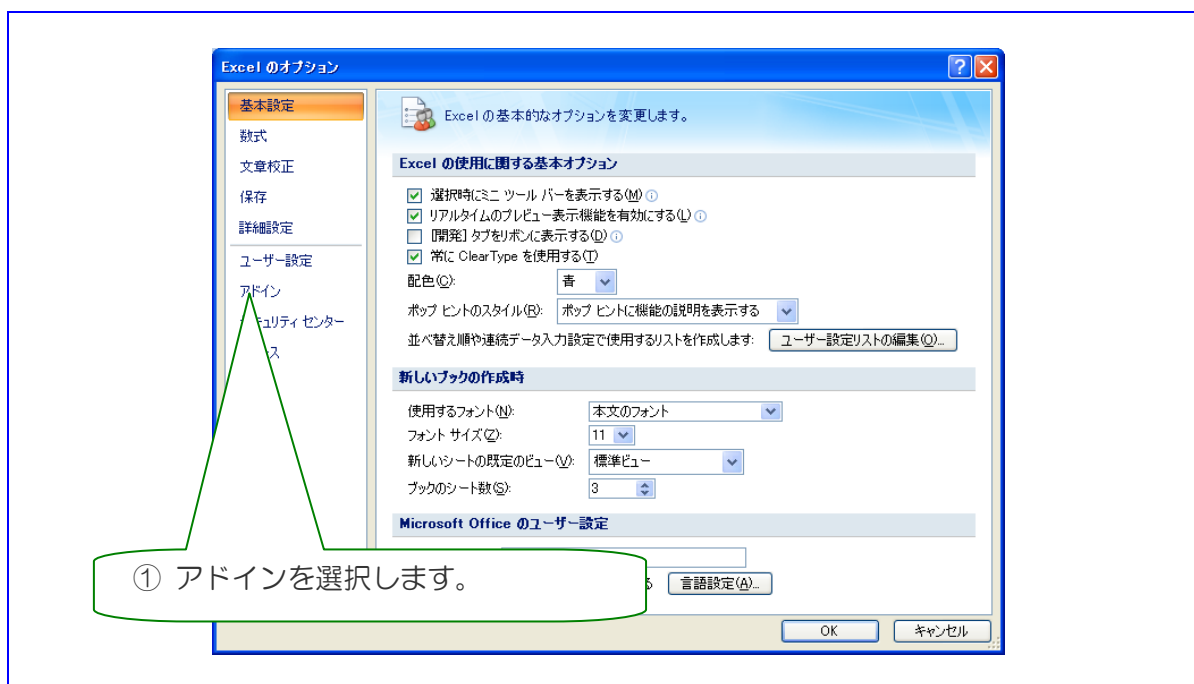 Excel のオプション
基本設定
数式
文章校正
保存
詳細設定
ユーザー設定
アドイン
キュリティ センター
ース
Excel の基本的なオプションを変更します。
Excel の使用に関する基本オプション
選択時にミニ ツール バーを表示する(M)
リアルタイムのプレビュー表示機能を有効にする(L)
[開発] タブをリボンに表示する(D)
常に ClearType を使用する(T)
配色(C): 青
ポップ ヒントのスタイル(R): ポップ ヒントに機能の説明を表示する
並べ替え順や連続データ入力設定で使用するリストを作成します: ユーザー設定リストの編集(O)...
新しいブックの作成時
使用するフォント(N): 本文のフォント
フォント サイズ(Z): 11
新しいシートの既定のビュー(V): 標準ビュー
ブックのシート数(S): 3
Microsoft Office のユーザー設定
言語設定(A)...
① アドインを選択します。
OK キャンセル